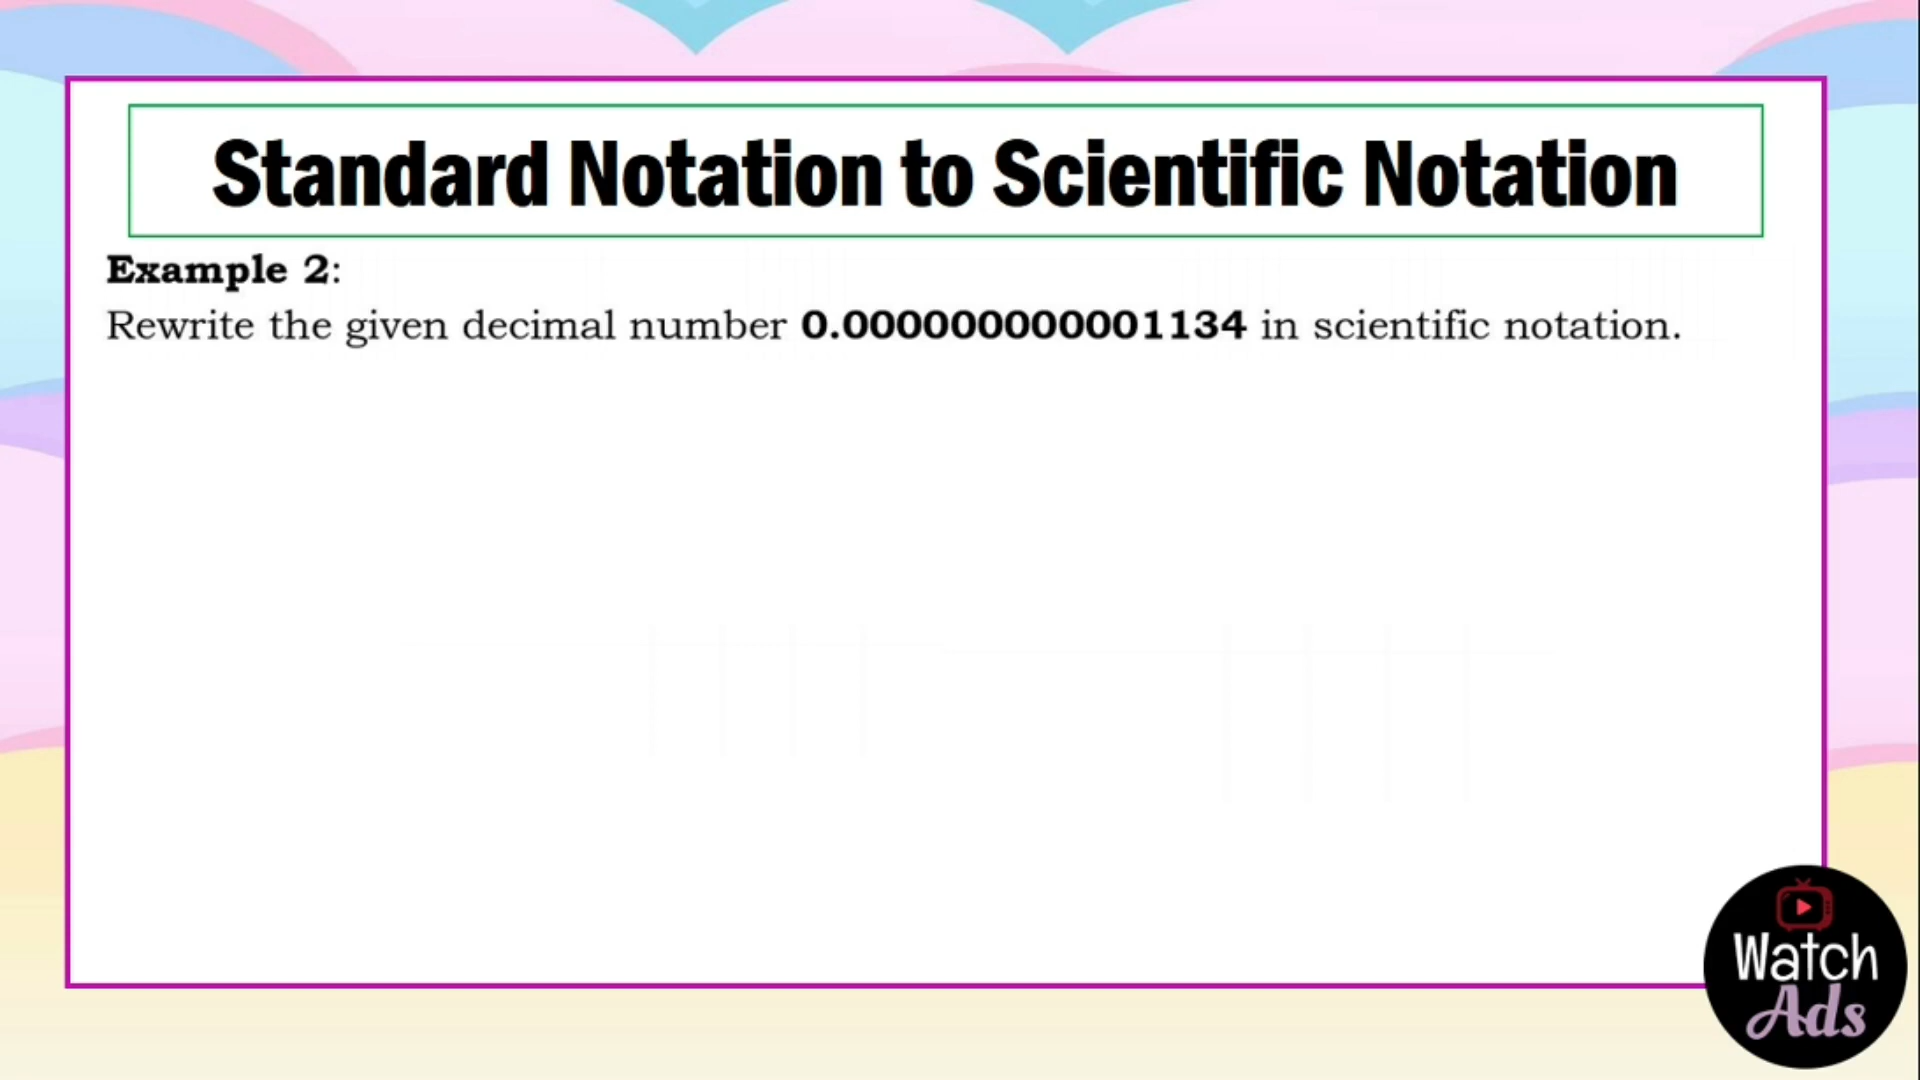 Standard Notation to Scientific Notation
Example 2:
Rewrite the given decimal number 0.000000000001134 in scientific notation.
Watch
Ads